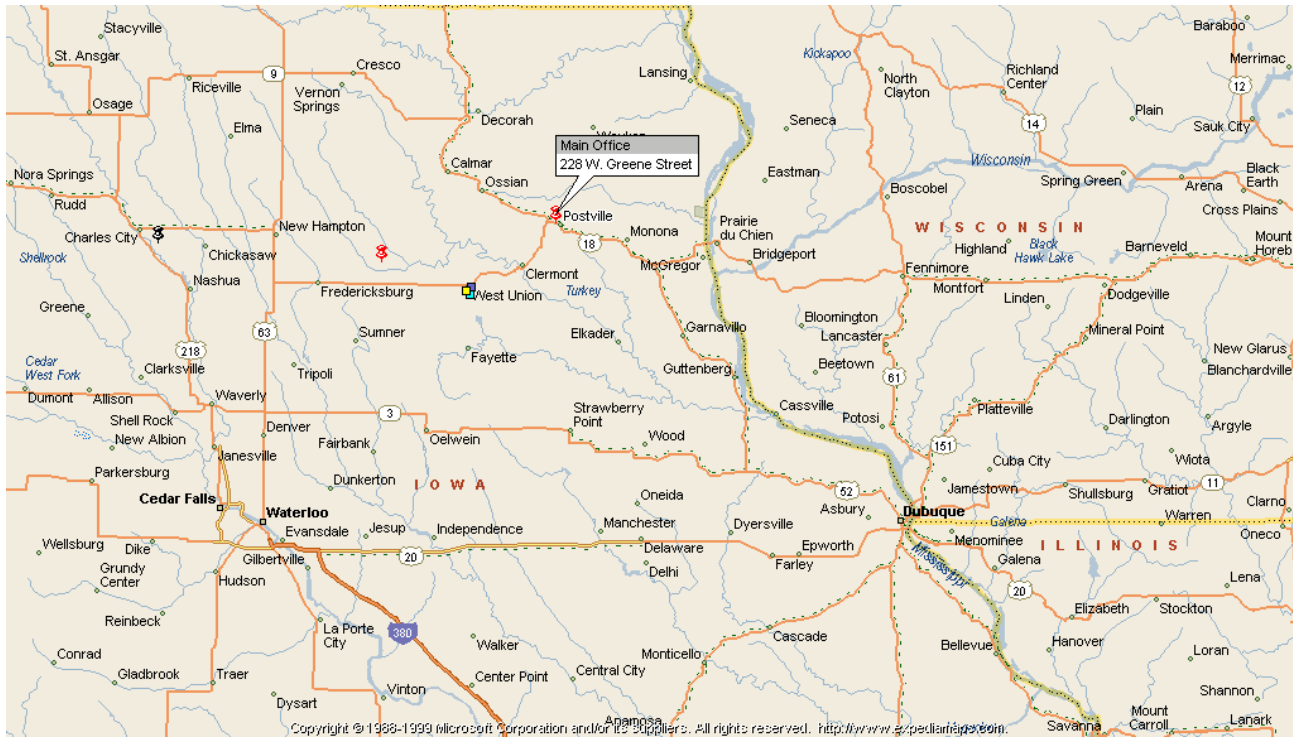 Stacyville
St. Ansgar
Cresco
Lansing
Kickapoo
North
Clayton
Richland
Center
Baraboo
Merrimac
9
Riceville
Vernon
Springs
12
Osage
Plain
Elma
Decorah
Seneca
14
Sauk City
Main Office
228 W. Greene Street
Calmar
Wisconsin
Nora Springs
Ossian
Eastman
Boscobel
Spring Green
Arena
Black
Earth
Rudd
Cross Plains
Postville
New Hampton
Charles City
Monona
18
Prairie
du Chien
WISCONSIN
Highland
Black
Hawk Lake
Barneveld
Mount
Horeb
Chickasaw
Shellrock
McGregor
Bridgeport
Nashua
Clermont
Fennimore
Montfort
Fredericksburg
West Union
Turkey
Linden
Dodgeville
Greene
Bloomington
63
Sumner
Elkader
Garnavillo
Lancaster
Mineral Point
218
Fayette
New Glarus
Cedar
West Fork
Clarksville
Tripoli
Guttenberg
Beetown
61
Blanchardville
Dumont
Allison
Waverly
3
Strawberry
Point
Cassville
Potosi
Platteville
Darlington
Argyle
Shell Rock
New Albion
Denver
Fairbank
Oelwein
Wood
151
Janesville
Cuba City
Wiota
Parkersburg
Dunkerton
IOWA
52
Jamestown
Shullsburg
Gratiot
11
Cedar Falls
Oneida
Asbury
Clarno
Waterloo
Dubuque
Evansdale
Jesup
Independence
Manchester
Dyersville
Galena
Warren
Oneco
Wellsburg
Dike
Gilbertville
20
Delaware
Epworth
Menominee
ILLINOIS
Grundy
Center
Hudson
Delhi
Farley
Mississippi
Galena
20
Lena
Reinbeck
Elizabeth
Stockton
La Porte
City
380
Walker
Cascade
Bellevue
Hanover
Conrad
Monticello
Loran
Gladbrook
Traer
Center Point
Central City
Dysart
Vinton
Shannon
Anamosa
Mount
Carroll
Savanna
Lanark
Copyright © 1988-1999 Microsoft Corporation and/or its suppliers. All rights reserved. http://www.expediamaps.com.